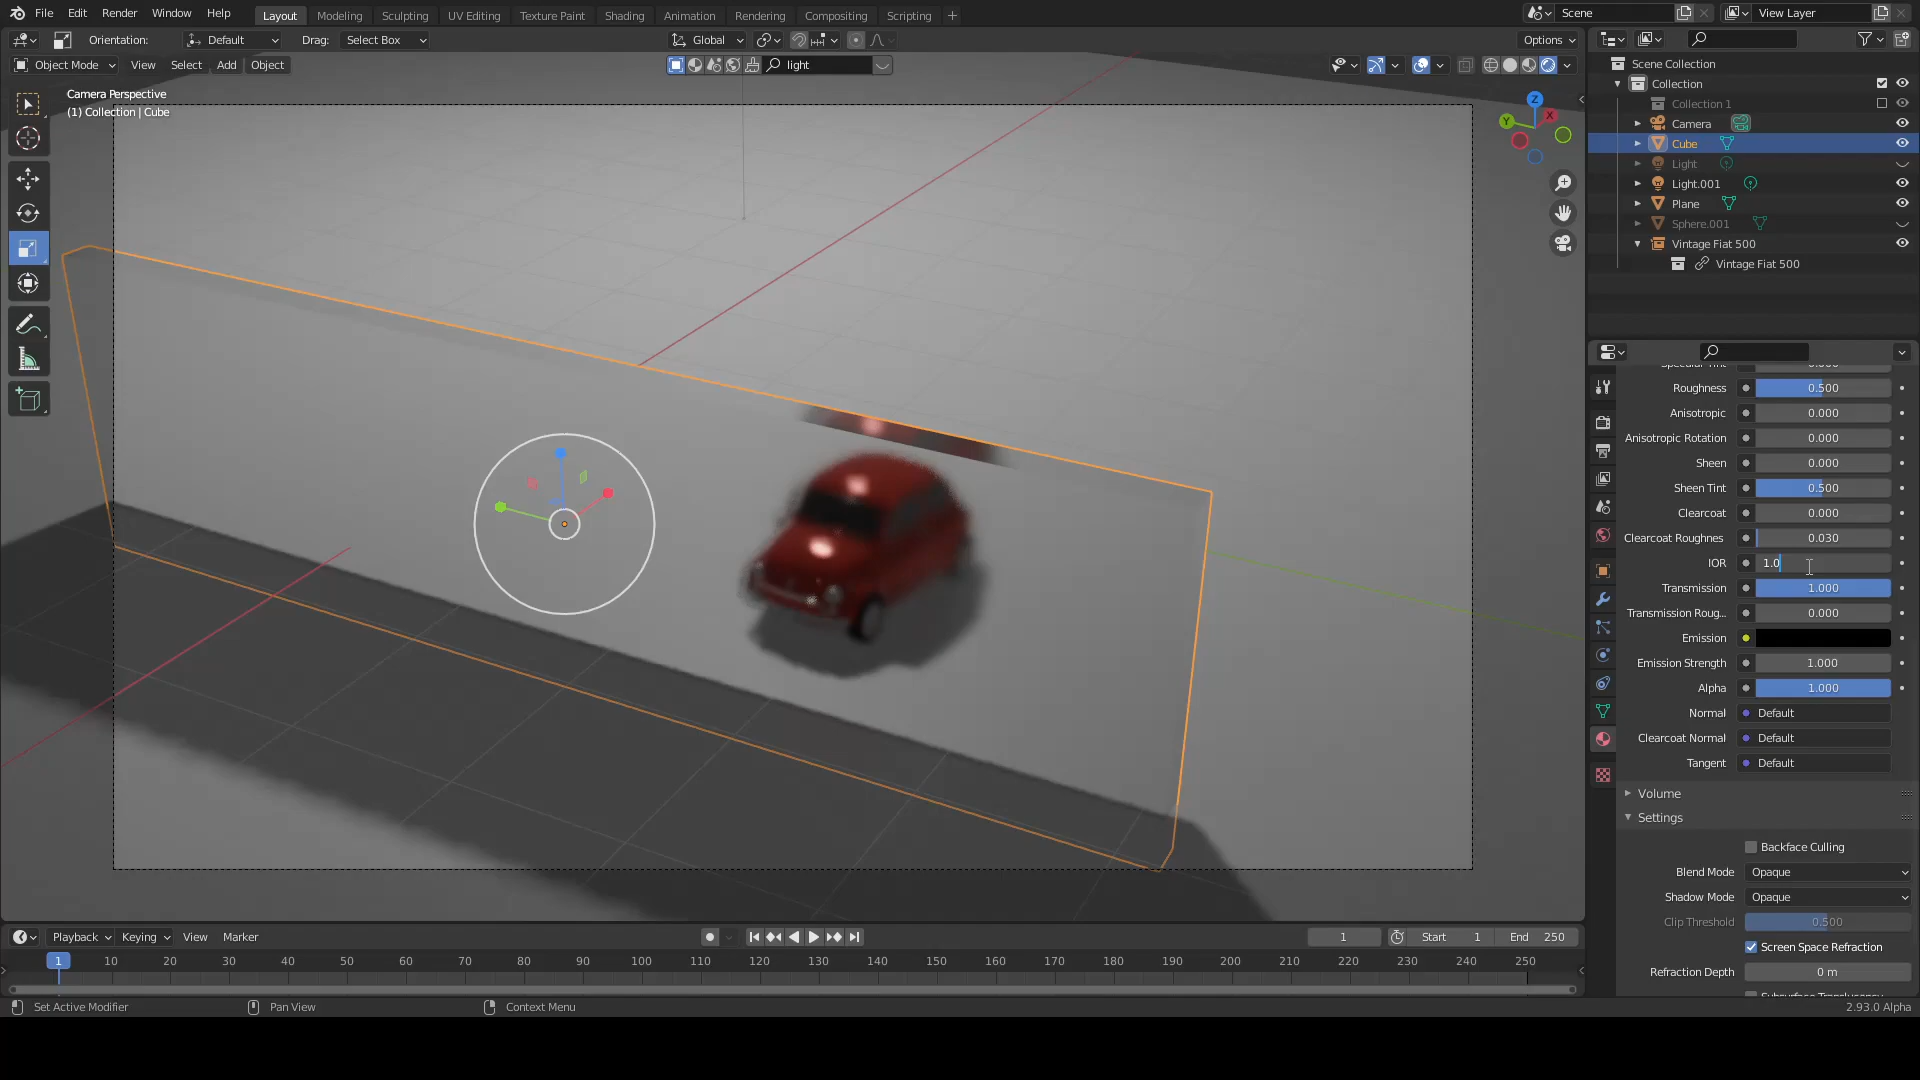 File Edit Render Window Help Layout Modeling Sculpting UV Editing Texture Paint Shading Animation Rendering Compositing Scripting + Scene View Layer
Orientation: Default Drag: Select Box Global Options
Object Mode View Select Add Object light
Camera Perspective
(1) Collection | Cube
Z
X
Y
Scene Collection
Collection
Collection 1
Camera
Cube
Light
Light.001
Plane
Sphere.001
Vintage Fiat 500
Vintage Fiat 500
Roughness 0.500
Anisotropic 0.000
Anisotropic Rotation 0.000
Sheen 0.000
Sheen Tint 0.500
Clearcoat 0.000
Clearcoat Roughnes 0.030
IOR 1.0
Transmission 1.000
Transmission Roug... 0.000
Emission
Emission Strength 1.000
Alpha 1.000
Normal Default
Clearcoat Normal Default
Tangent Default
Volume
Settings
Backface Culling
Blend Mode Opaque
Shadow Mode Opaque
Clip Threshold 0.500
Screen Space Refraction
Refraction Depth 0 m
Playback Keying View Marker 1 Start 1 End 250
1 10 20 30 40 50 60 70 80 90 100 110 120 130 140 150 160 170 180 190 200 210 220 230 240 250
Set Active Modifier Pan View Context Menu 2.93.0 Alpha